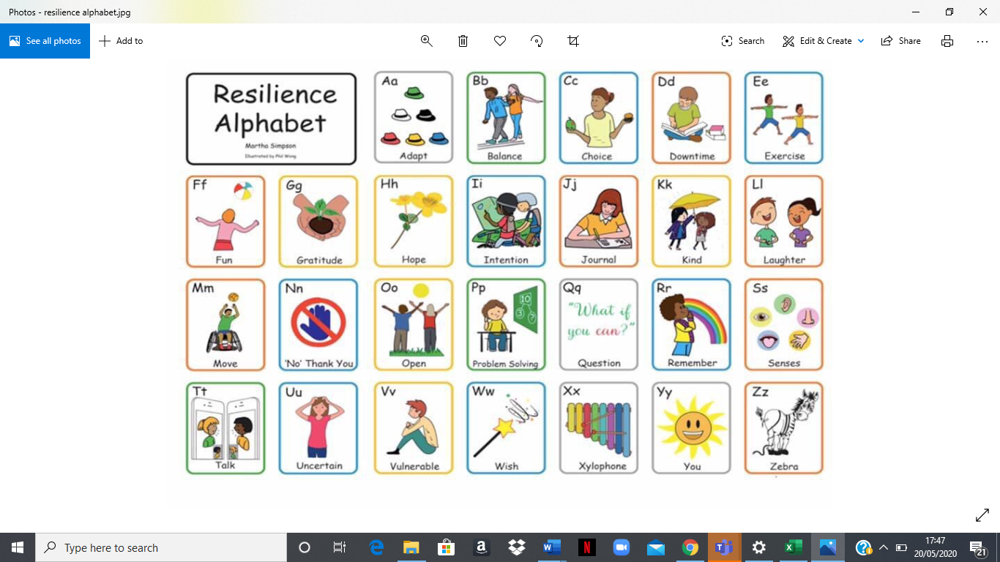 Photos - resilience alphabet.jpg
See all photos
Add to
Search
Edit & Create
Share
Resilience
Alphabet
Martha Simpson
Illustrated by Phil Wong
Aa
Adapt
Bb
Balance
Cc
Choice
Dd
Downtime
Ee
Exercise
Ff
Fun
Gg
Gratitude
Hh
Hope
Ii
Intention
Jj
Journal
Kk
Kind
Ll
Laughter
Mm
Move
Nn
'No' Thank You
Oo
Open
Pp
10
3
?
Problem Solving
Qq
"What if
you can?"
Question
Rr
Remember
Ss
Senses
Tt
Talk
Uu
Uncertain
Vv
Vulnerable
Ww
Wish
Xx
Xylophone
Yy
You
Zz
Zebra
Type here to search
17:47
20/05/2020
21